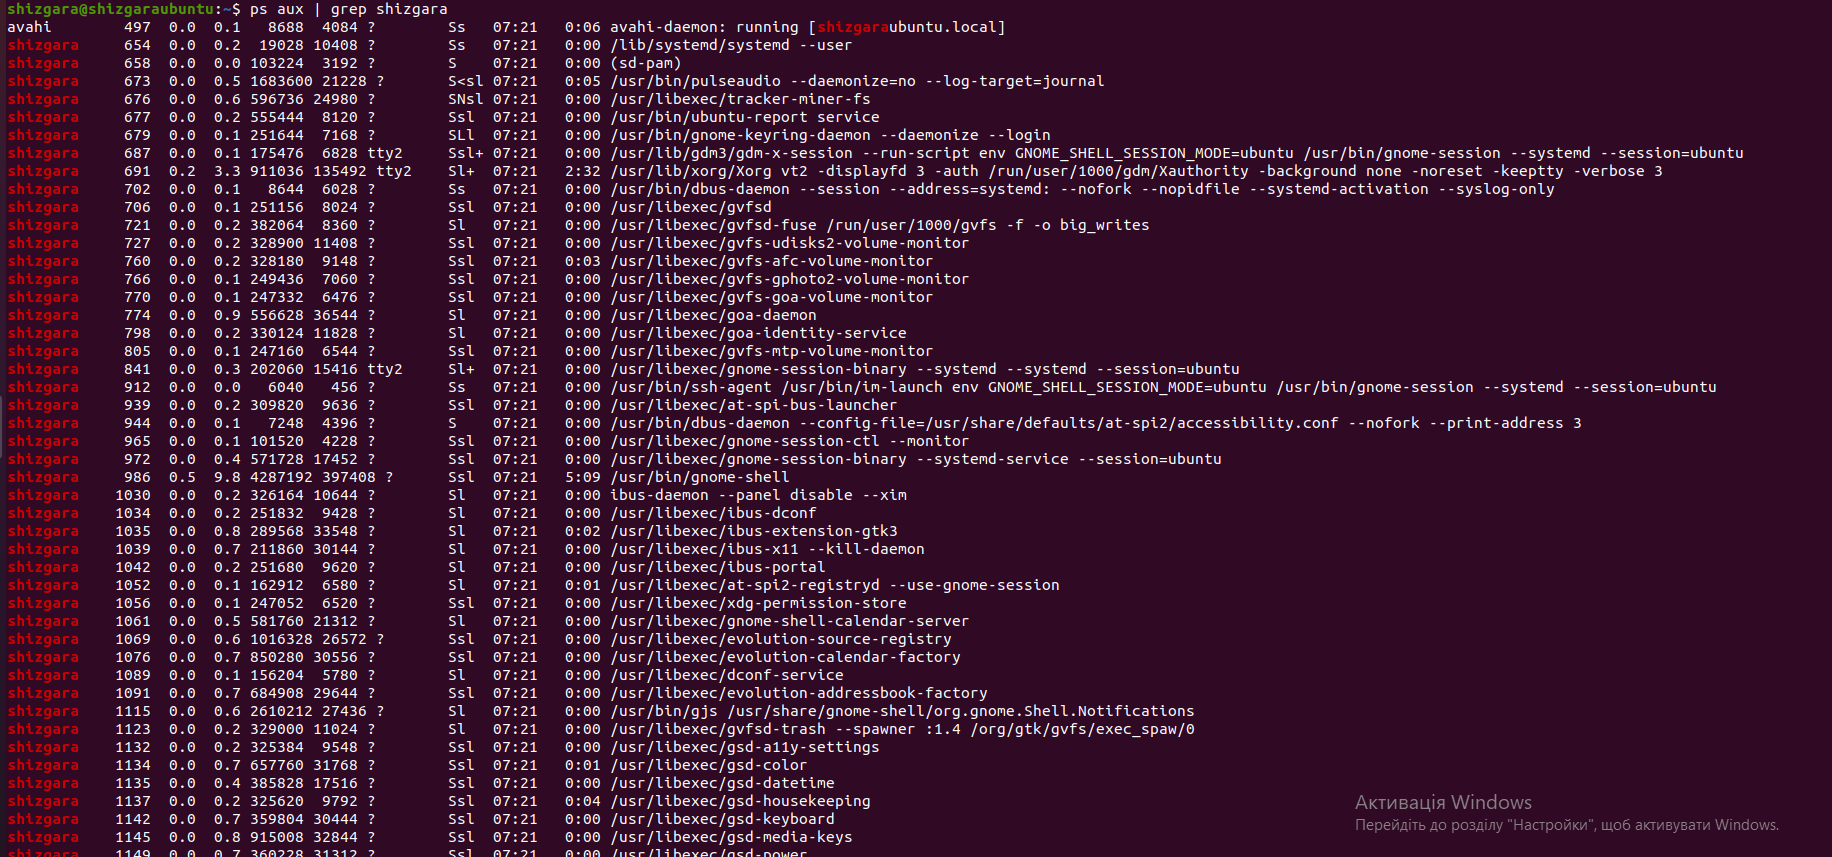 shizgara@shizgaraubuntu:~$ ps aux | grep shizgara
avahi 497 0.0 0.1 8688 4084 ? Ss 07:21 0:06 avahi-daemon: running [shizgaraubuntu.local]
shizgara 654 0.0 0.2 19028 10408 ? Ss 07:21 0:00 /lib/systemd/systemd --user
shizgara 658 0.0 0.0 103224 3192 ? S 07:21 0:00 (sd-pam)
shizgara 673 0.0 0.5 1683600 21228 ? S<sl 07:21 0:05 /usr/bin/pulseaudio --daemonize=no --log-target=journal
shizgara 676 0.0 0.6 596736 24980 ? SNsl 07:21 0:00 /usr/libexec/tracker-miner-fs
shizgara 677 0.0 0.2 555444 8120 ? Ssl 07:21 0:00 /usr/bin/ubuntu-report service
shizgara 679 0.0 0.1 251644 7168 ? SLl 07:21 0:00 /usr/bin/gnome-keyring-daemon --daemonize --login
shizgara 687 0.0 0.1 175476 6828 tty2 Ssl+ 07:21 0:00 /usr/lib/gdm3/gdm-x-session --run-script env GNOME_SHELL_SESSION_MODE=ubuntu /usr/bin/gnome-session --systemd --session=ubuntu
shizgara 691 0.2 3.3 911036 135492 tty2 Sl+ 07:21 2:32 /usr/lib/xorg/Xorg vt2 -displayfd 3 -auth /run/user/1000/gdm/Xauthority -background none -noreset -keeptty -verbose 3
shizgara 702 0.0 0.1 8644 6028 ? Ss 07:21 0:00 /usr/bin/dbus-daemon --session --address=systemd: --nofork --nopidfile --systemd-activation --syslog-only
shizgara 706 0.0 0.1 251156 8024 ? Ssl 07:21 0:00 /usr/libexec/gvfsd
shizgara 721 0.0 0.2 382064 8360 ? Sl 07:21 0:00 /usr/libexec/gvfsd-fuse /run/user/1000/gvfs -f -o big_writes
shizgara 727 0.0 0.2 328900 11408 ? Ssl 07:21 0:00 /usr/libexec/gvfs-udisks2-volume-monitor
shizgara 760 0.0 0.2 328180 9148 ? Ssl 07:21 0:03 /usr/libexec/gvfs-afc-volume-monitor
shizgara 766 0.0 0.1 249436 7060 ? Ssl 07:21 0:00 /usr/libexec/gvfs-gphoto2-volume-monitor
shizgara 770 0.0 0.1 247332 6476 ? Ssl 07:21 0:00 /usr/libexec/gvfs-goa-volume-monitor
shizgara 774 0.0 0.9 556628 36544 ? Sl 07:21 0:00 /usr/libexec/goa-daemon
shizgara 798 0.0 0.2 330124 11828 ? Sl 07:21 0:00 /usr/libexec/goa-identity-service
shizgara 805 0.0 0.1 247160 6544 ? Ssl 07:21 0:00 /usr/libexec/gvfs-mtp-volume-monitor
shizgara 841 0.0 0.3 202060 15416 tty2 Sl+ 07:21 0:00 /usr/libexec/gnome-session-binary --systemd --systemd --session=ubuntu
shizgara 912 0.0 0.0 6040 456 ? Ss 07:21 0:00 /usr/bin/ssh-agent /usr/bin/im-launch env GNOME_SHELL_SESSION_MODE=ubuntu /usr/bin/gnome-session --systemd --session=ubuntu
shizgara 939 0.0 0.2 309820 9636 ? Ssl 07:21 0:00 /usr/libexec/at-spi-bus-launcher
shizgara 944 0.0 0.1 7248 4396 ? S 07:21 0:00 /usr/bin/dbus-daemon --config-file=/usr/share/defaults/at-spi2/accessibility.conf --nofork --print-address 3
shizgara 965 0.0 0.1 101520 4228 ? Ssl 07:21 0:00 /usr/libexec/gnome-session-ctl --monitor
shizgara 972 0.0 0.4 571728 17452 ? Ssl 07:21 0:00 /usr/libexec/gnome-session-binary --systemd-service --session=ubuntu
shizgara 986 0.5 9.8 4287192 397408 ? Ssl 07:21 5:09 /usr/bin/gnome-shell
shizgara 1030 0.0 0.2 326164 10644 ? Sl 07:21 0:00 ibus-daemon --panel disable --xim
shizgara 1034 0.0 0.2 251832 9428 ? Sl 07:21 0:00 /usr/libexec/ibus-dconf
shizgara 1035 0.0 0.8 289568 33548 ? Sl 07:21 0:02 /usr/libexec/ibus-extension-gtk3
shizgara 1039 0.0 0.7 211860 30144 ? Sl 07:21 0:00 /usr/libexec/ibus-x11 --kill-daemon
shizgara 1042 0.0 0.2 251680 9620 ? Sl 07:21 0:00 /usr/libexec/ibus-portal
shizgara 1052 0.0 0.1 162912 6580 ? Sl 07:21 0:01 /usr/libexec/at-spi2-registryd --use-gnome-session
shizgara 1056 0.0 0.1 247052 6520 ? Ssl 07:21 0:00 /usr/libexec/xdg-permission-store
shizgara 1061 0.0 0.5 581760 21312 ? Sl 07:21 0:00 /usr/libexec/gnome-shell-calendar-server
shizgara 1069 0.0 0.6 1016328 26572 ? Ssl 07:21 0:00 /usr/libexec/evolution-source-registry
shizgara 1076 0.0 0.7 850280 30556 ? Ssl 07:21 0:00 /usr/libexec/evolution-calendar-factory
shizgara 1089 0.0 0.1 156204 5780 ? Sl 07:21 0:00 /usr/libexec/dconf-service
shizgara 1091 0.0 0.7 684908 29644 ? Ssl 07:21 0:00 /usr/libexec/evolution-addressbook-factory
shizgara 1115 0.0 0.6 2610212 27436 ? Sl 07:21 0:00 /usr/bin/gjs /usr/share/gnome-shell/org.gnome.Shell.Notifications
shizgara 1123 0.0 0.2 329000 11024 ? Sl 07:21 0:00 /usr/libexec/gvfsd-trash --spawner :1.4 /org/gtk/gvfs/exec_spaw/0
shizgara 1132 0.0 0.2 325384 9548 ? Ssl 07:21 0:00 /usr/libexec/gsd-a11y-settings
shizgara 1134 0.0 0.7 657760 31768 ? Ssl 07:21 0:01 /usr/libexec/gsd-color
shizgara 1135 0.0 0.4 385828 17516 ? Ssl 07:21 0:00 /usr/libexec/gsd-datetime
shizgara 1137 0.0 0.2 325620 9792 ? Ssl 07:21 0:04 /usr/libexec/gsd-housekeeping
shizgara 1142 0.0 0.7 359804 30444 ? Ssl 07:21 0:00 /usr/libexec/gsd-keyboard
shizgara 1145 0.0 0.8 915008 32844 ? Ssl 07:21 0:00 /usr/libexec/gsd-media-keys
shizgara 1149 0.0 0.7 360228 31312 ? Ssl 07:21 0:00 /usr/libexec/gsd-power
Активація Windows
Перейдіть до розділу "Настройки", щоб активувати Windows.